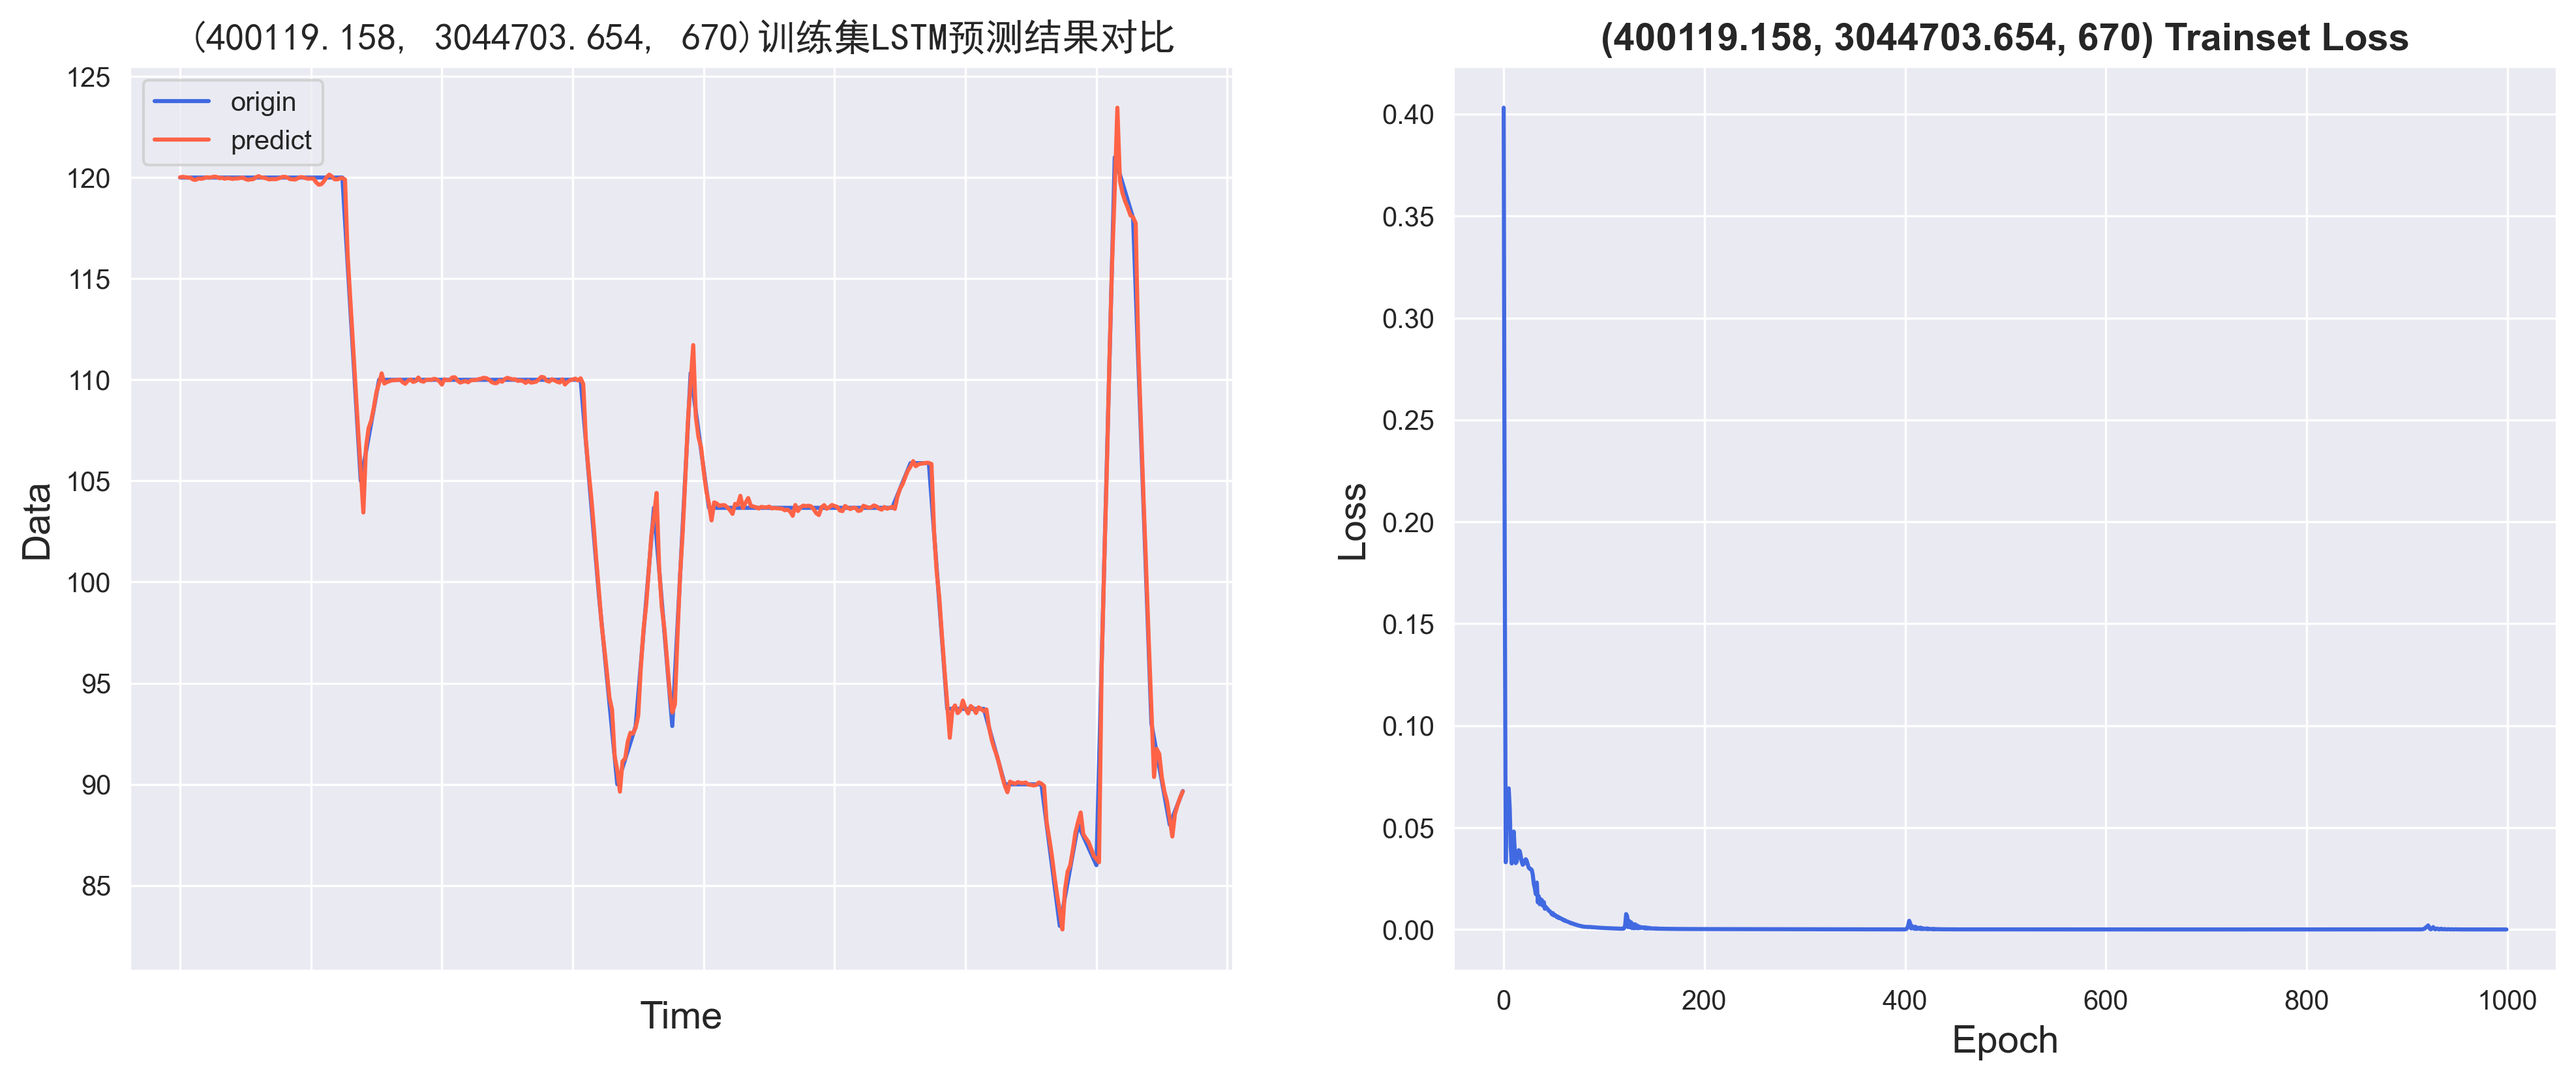 (400119.158, 3044703.654, 670)训练集LSTM预测结果对比
125
120
115
110
105
100
95
90
85
origin
predict
Data
Time
(400119.158, 3044703.654, 670) Trainset Loss
0.40
0.35
0.30
0.25
0.20
0.15
0.10
0.05
0.00
Loss
0 200 400 600 800 1000
Epoch